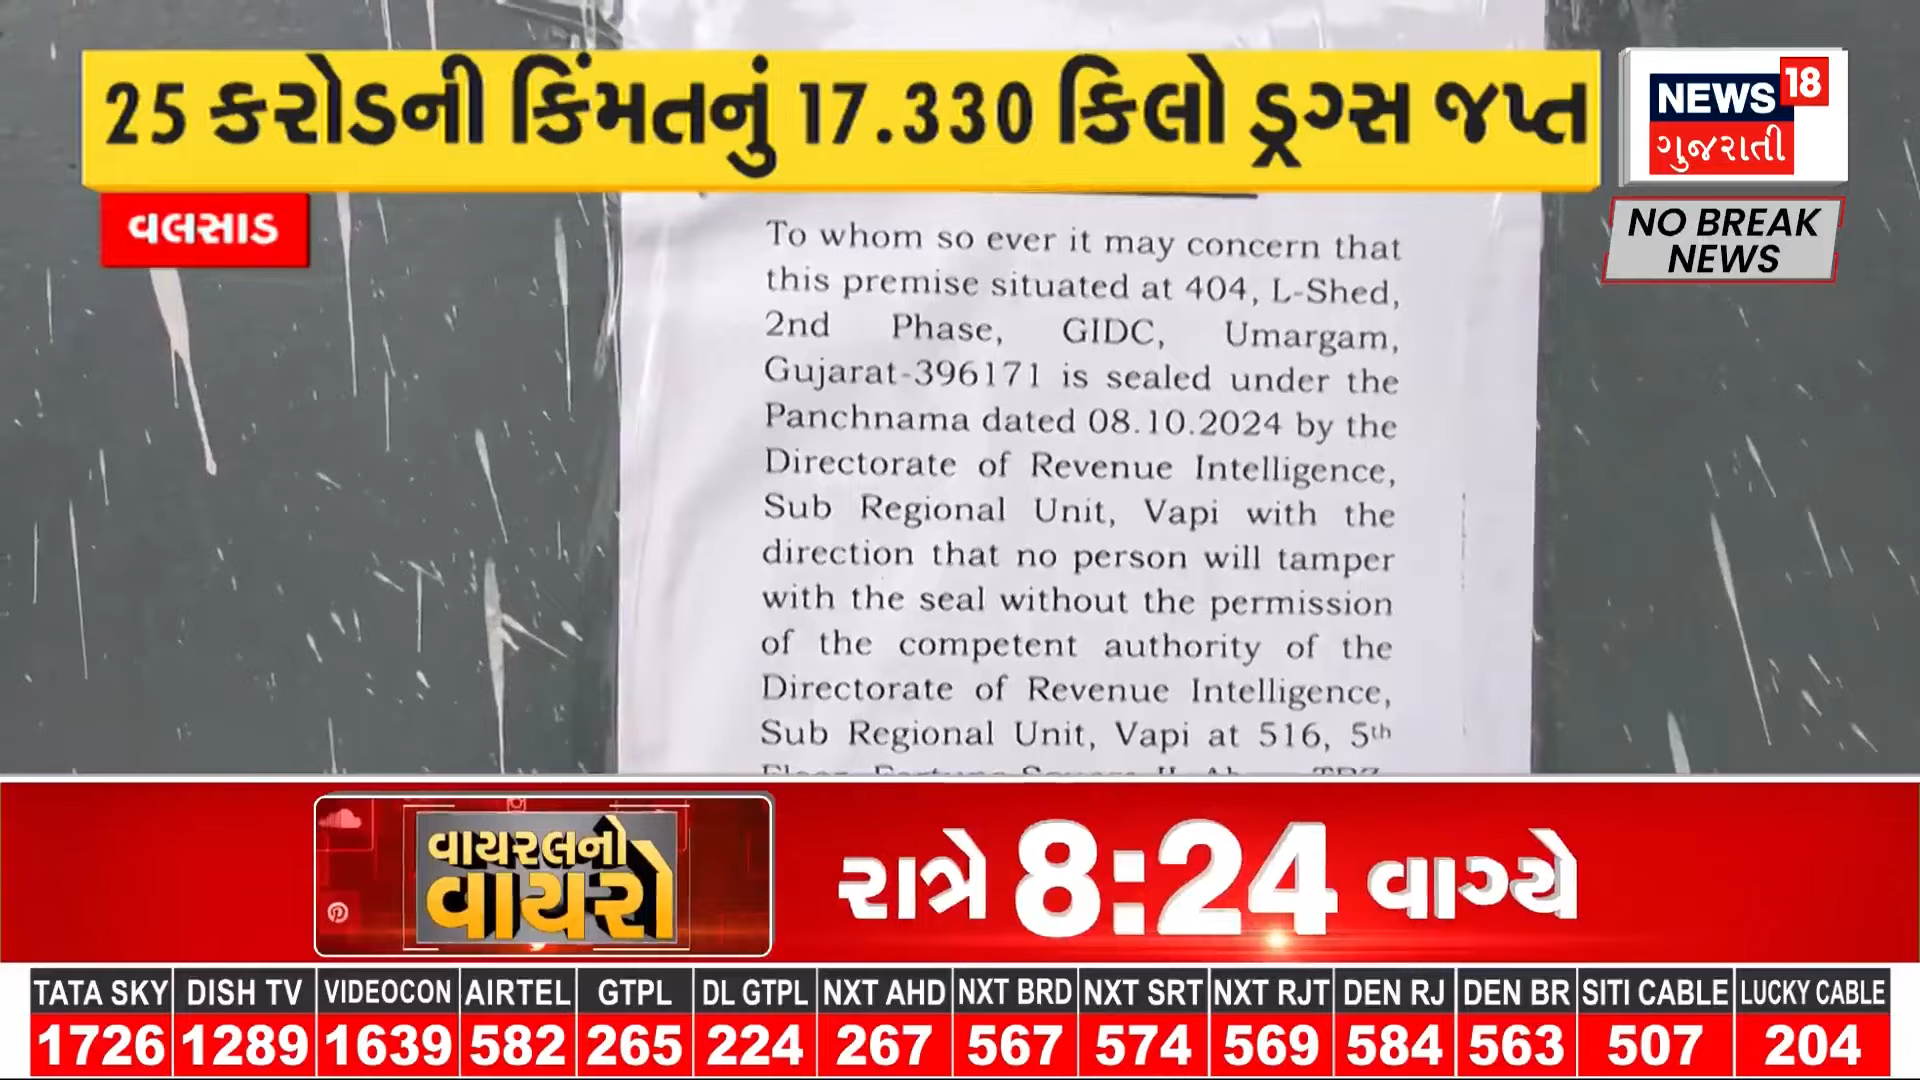 25 કરોડની કિંમતનું 17.330 કિલો ડ્રગ્સ જપ્ત
NEWS 18
ગુજરાતી
NO BREAK
NEWS
વલસાડ
To whom so ever it may concern that
this premise situated at 404, L-Shed,
2nd Phase, GIDC, Umargam,
Gujarat-396171 is sealed under the
Panchnama dated 08.10.2024 by the
Directorate of Revenue Intelligence,
Sub Regional Unit, Vapi with the
direction that no person will tamper
with the seal without the permission
of the competent authority of the
Directorate of Revenue Intelligence,
Sub Regional Unit, Vapi at 516, 5th
વાયરલનો
વાયરો
રાત્રે 8:24 વાગ્યે
TATA SKY DISH TV VIDEOCON AIRTEL GTPL DL GTPL NXT AHD NXT BRD NXT SRT NXT RJT DEN RJ DEN BR SITI CABLE LUCKY CABLE
1726 1289 1639 582 265 224 267 567 574 569 584 563 507 204